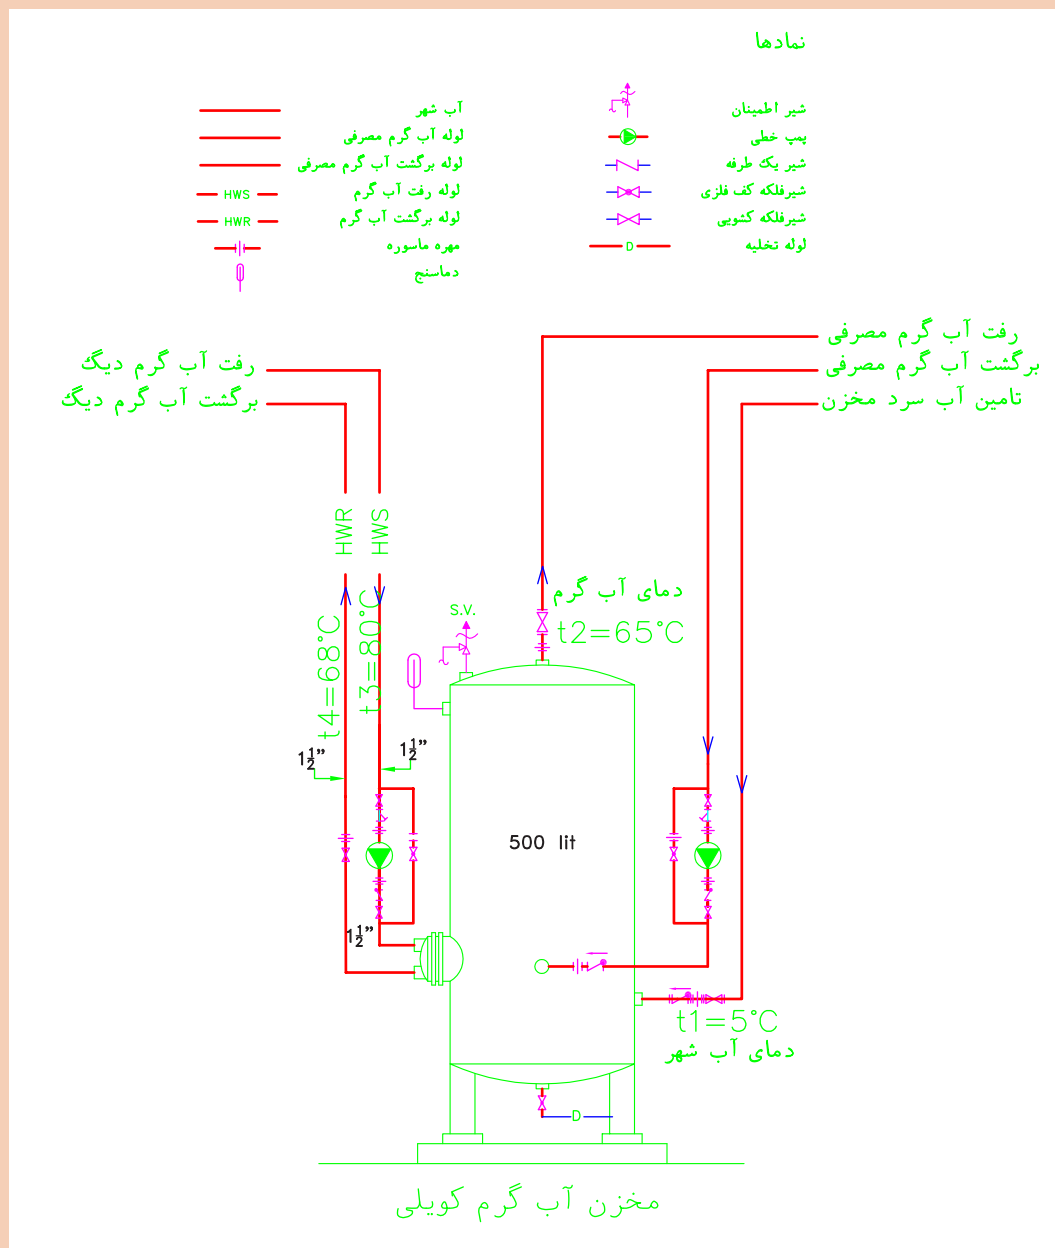 نمادها
شیر اطمینان
پمپ خطی
شیر یک طرفه
شیرفلکه کف فلزی
شیرفلکه کشویی
لوله تخلیه
D
آب شهر
لوله آب گرم مصرفی
لوله برگشت آب گرم مصرفی
لوله رفت آب گرم
HWS
لوله برگشت آب گرم
HWR
مهره ماسوره
دماسنج
رفت آب گرم مصرفی
برگشت آب گرم مصرفی
تامین آب سرد مخزن
رفت آب گرم دیگ
برگشت آب گرم دیگ
HWR
HWS
t4=68°C
t3=80°C
S.V.
دمای آب گرم
t2=65°C
1½"
1½"
500 lit
1½"
t1=5°C
دمای آب شهر
D
مخزن آب گرم کویلی